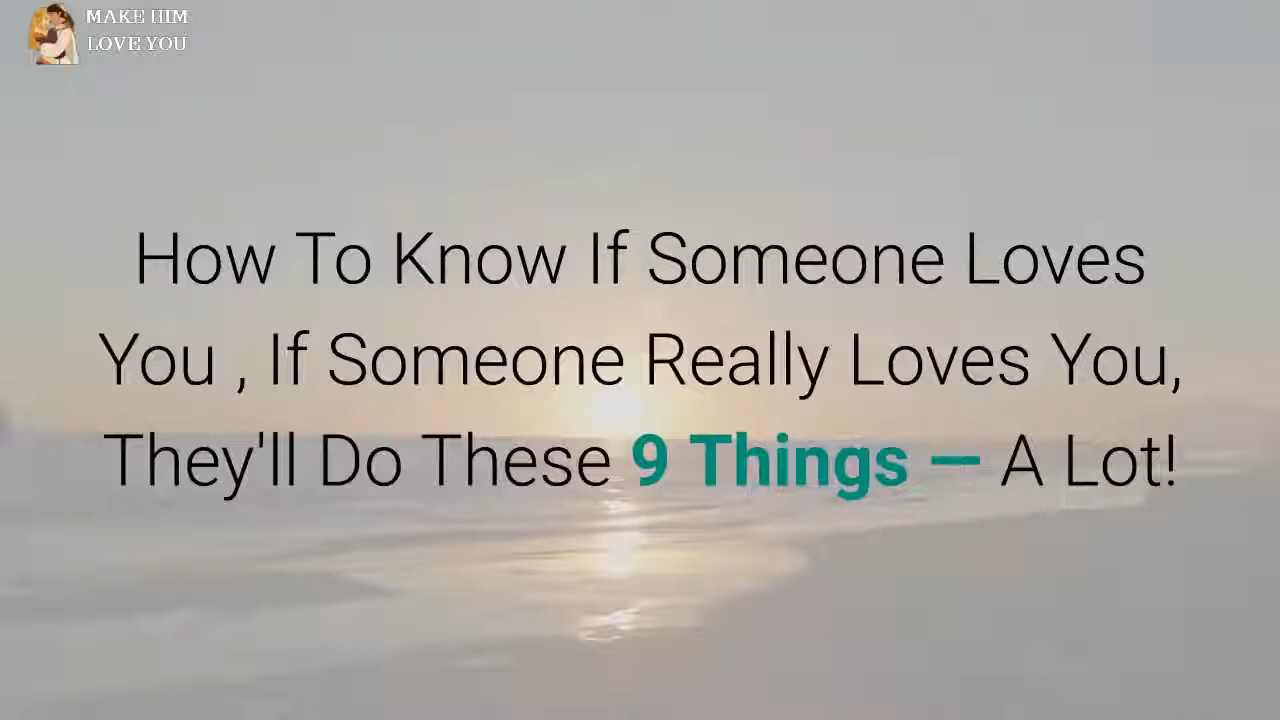 MAKE HIM
LOVE YOU
How To Know If Someone Loves
You , If Someone Really Loves You,
They'll Do These 9 Things — A Lot!